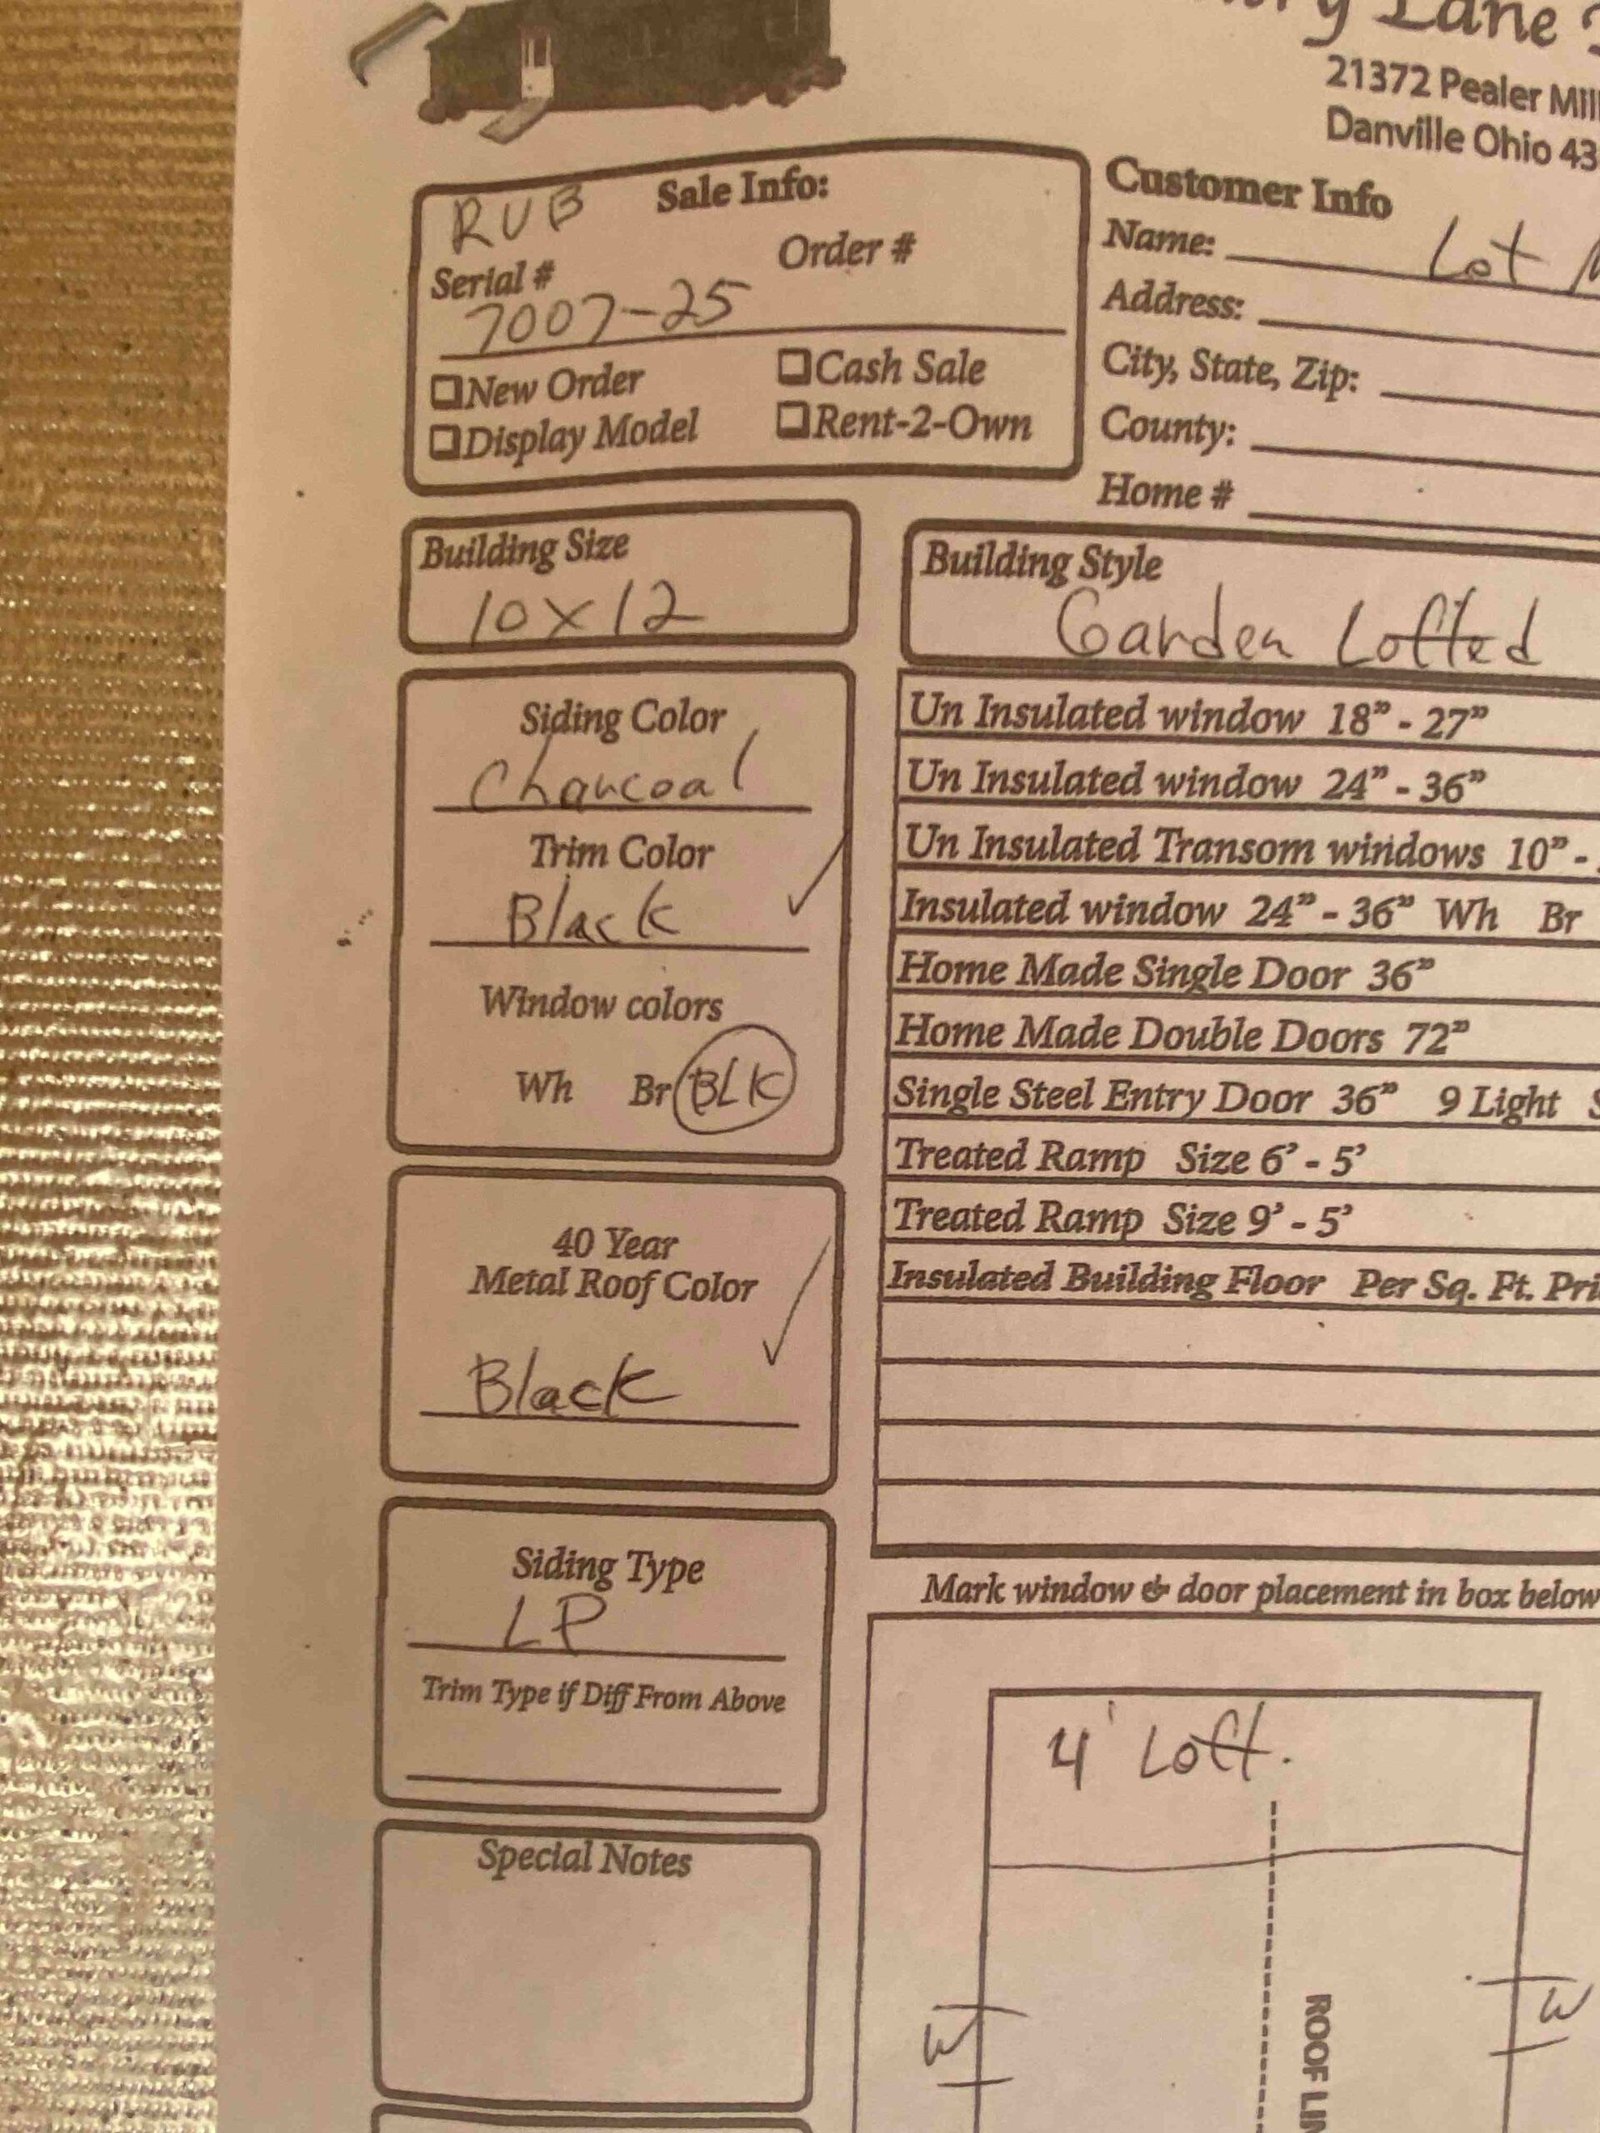 Lane
21372 Pealer Mill
Danville Ohio 43
RUB Sale Info:
Serial # Order #
7007-25
New Order Cash Sale
Display Model Rent-2-Own
Customer Info
Name: Lot
Address:
City, State, Zip:
County:
Home #
Building Size
10x12
Building Style
Garden Lofted
Siding Color
Charcoal
Trim Color
Black
Window colors
Wh Br BLK
40 Year
Metal Roof Color
Black
Siding Type
LP
Trim Type if Diff From Above
Special Notes
Un Insulated window 18” - 27”
Un Insulated window 24” - 36”
Un Insulated Transom windows 10” -
Insulated window 24” - 36” Wh Br
Home Made Single Door 36”
Home Made Double Doors 72”
Single Steel Entry Door 36” 9 Light
Treated Ramp Size 6’ - 5’
Treated Ramp Size 9’ - 5’
Insulated Building Floor Per Sq. Ft. Pri
Mark window & door placement in box below
4' Loft.
W
W
ROOF LIN